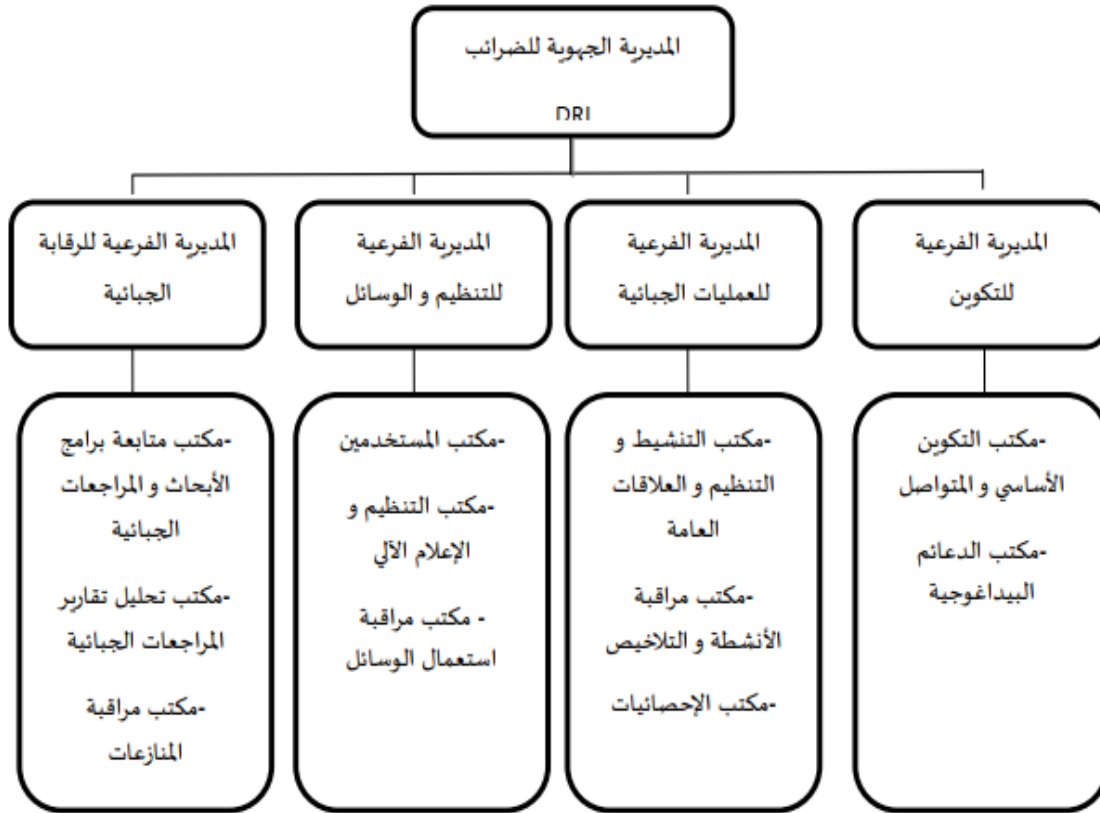 المديرية الجهوية للضرائب
DRI
المديرية الفرعية
للتكوين
المديرية الفرعية
للعمليات الجبائية
المديرية الفرعية
للتنظيم و الوسائل
المديرية الفرعية للرقابة
الجبائية
-مكتب التكوين
الأساسي و المتواصل
-مكتب الدعائم
البيداغوجية
-مكتب التنشيط و
التنظيم و العلاقات
العامة
-مكتب مراقبة
الأنشطة و التلاخيص
-مكتب الإحصائيات
-مكتب المستخدمين
-مكتب التنظيم و
الإعلام الآلي
- مكتب مراقبة
استعمال الوسائل
-مكتب متابعة برامج
الأبحاث و المراجعات
الجبائية
-مكتب تحليل تقارير
المراجعات الجبائية
-مكتب مراقبة
المنازعات